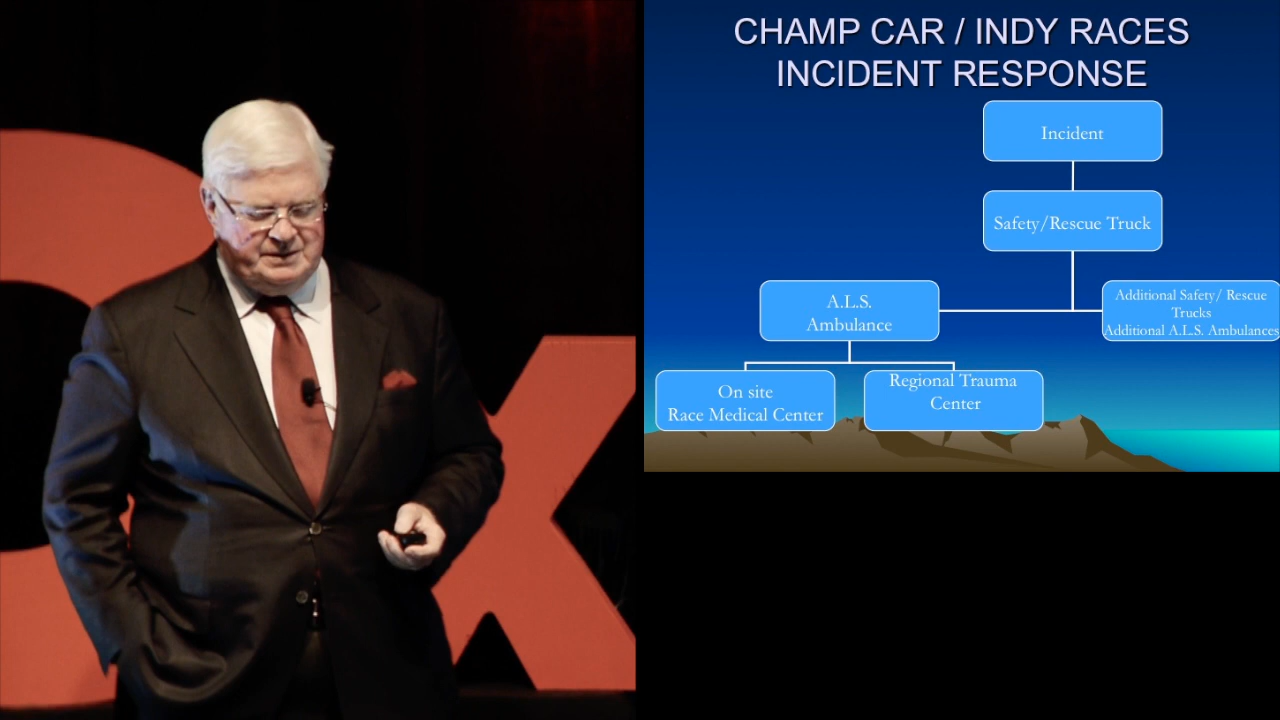 CHAMP CAR / INDY RACES
INCIDENT RESPONSE
Incident
Safety/Rescue Truck
A.L.S.
Ambulance
Additional Safety/ Rescue
Trucks
Additional A.L.S. Ambulances
On site
Race Medical Center
Regional Trauma
Center